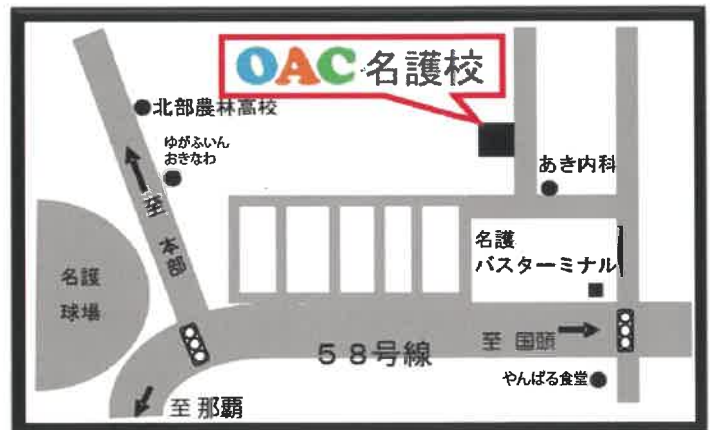 OAC 名護校
北部農林高校
ゆがふいん
おきなわ
あき内科
至 本部
名護
球場
名護
バスターミナル
58号線
至 国頭
やんばる食堂
至 那覇